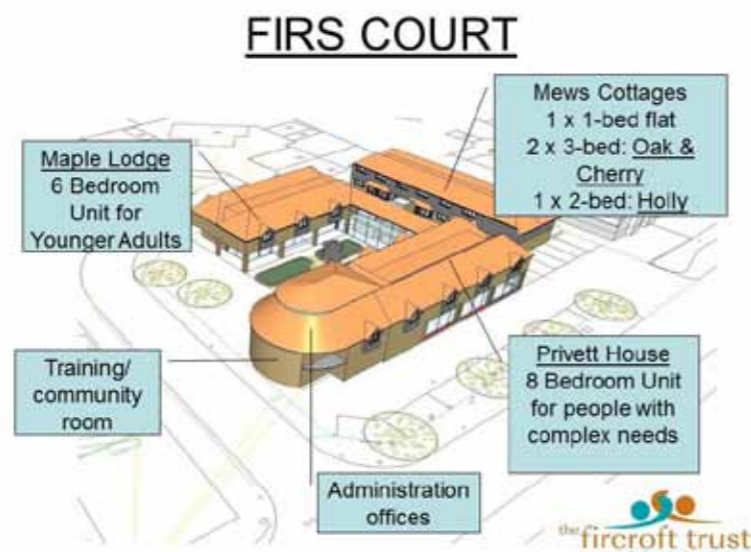 FIRS COURT
Mews Cottages
1 x 1-bed flat
2 x 3-bed: Oak &
Cherry
1 x 2-bed: Holly
Maple Lodge
6 Bedroom
Unit for
Younger Adults
Training/
community
room
Privett House
8 Bedroom Unit
for people with
complex needs
Administration
offices
the fircroft trust